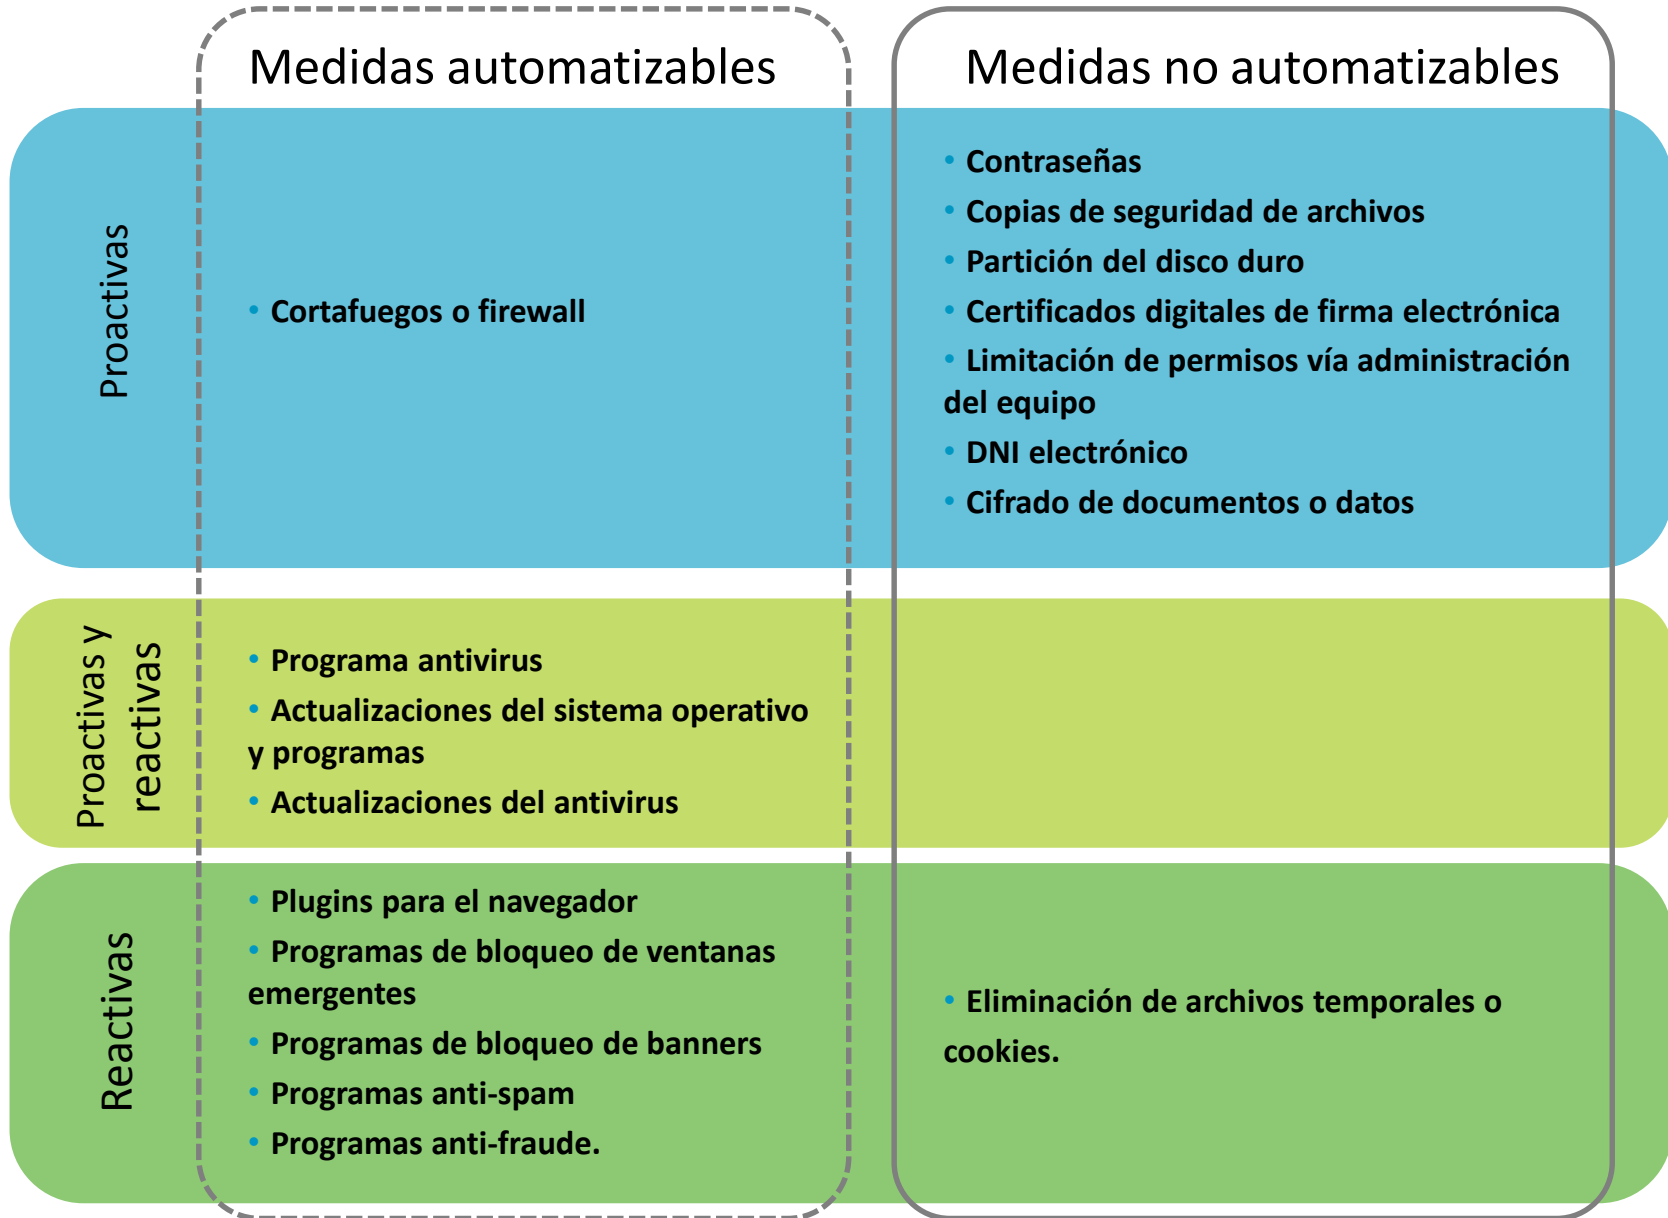 Medidas automatizables
Medidas no automatizables
Proactivas
• Cortafuegos o firewall
• Contraseñas
• Copias de seguridad de archivos
• Partición del disco duro
• Certificados digitales de firma electrónica
• Limitación de permisos vía administración
del equipo
• DNI electrónico
• Cifrado de documentos o datos
Proactivas y
reactivas
• Programa antivirus
• Actualizaciones del sistema operativo
y programas
• Actualizaciones del antivirus
Reactivas
• Plugins para el navegador
• Programas de bloqueo de ventanas
emergentes
• Programas de bloqueo de banners
• Programas anti-spam
• Programas anti-fraude.
• Eliminación de archivos temporales o
cookies.